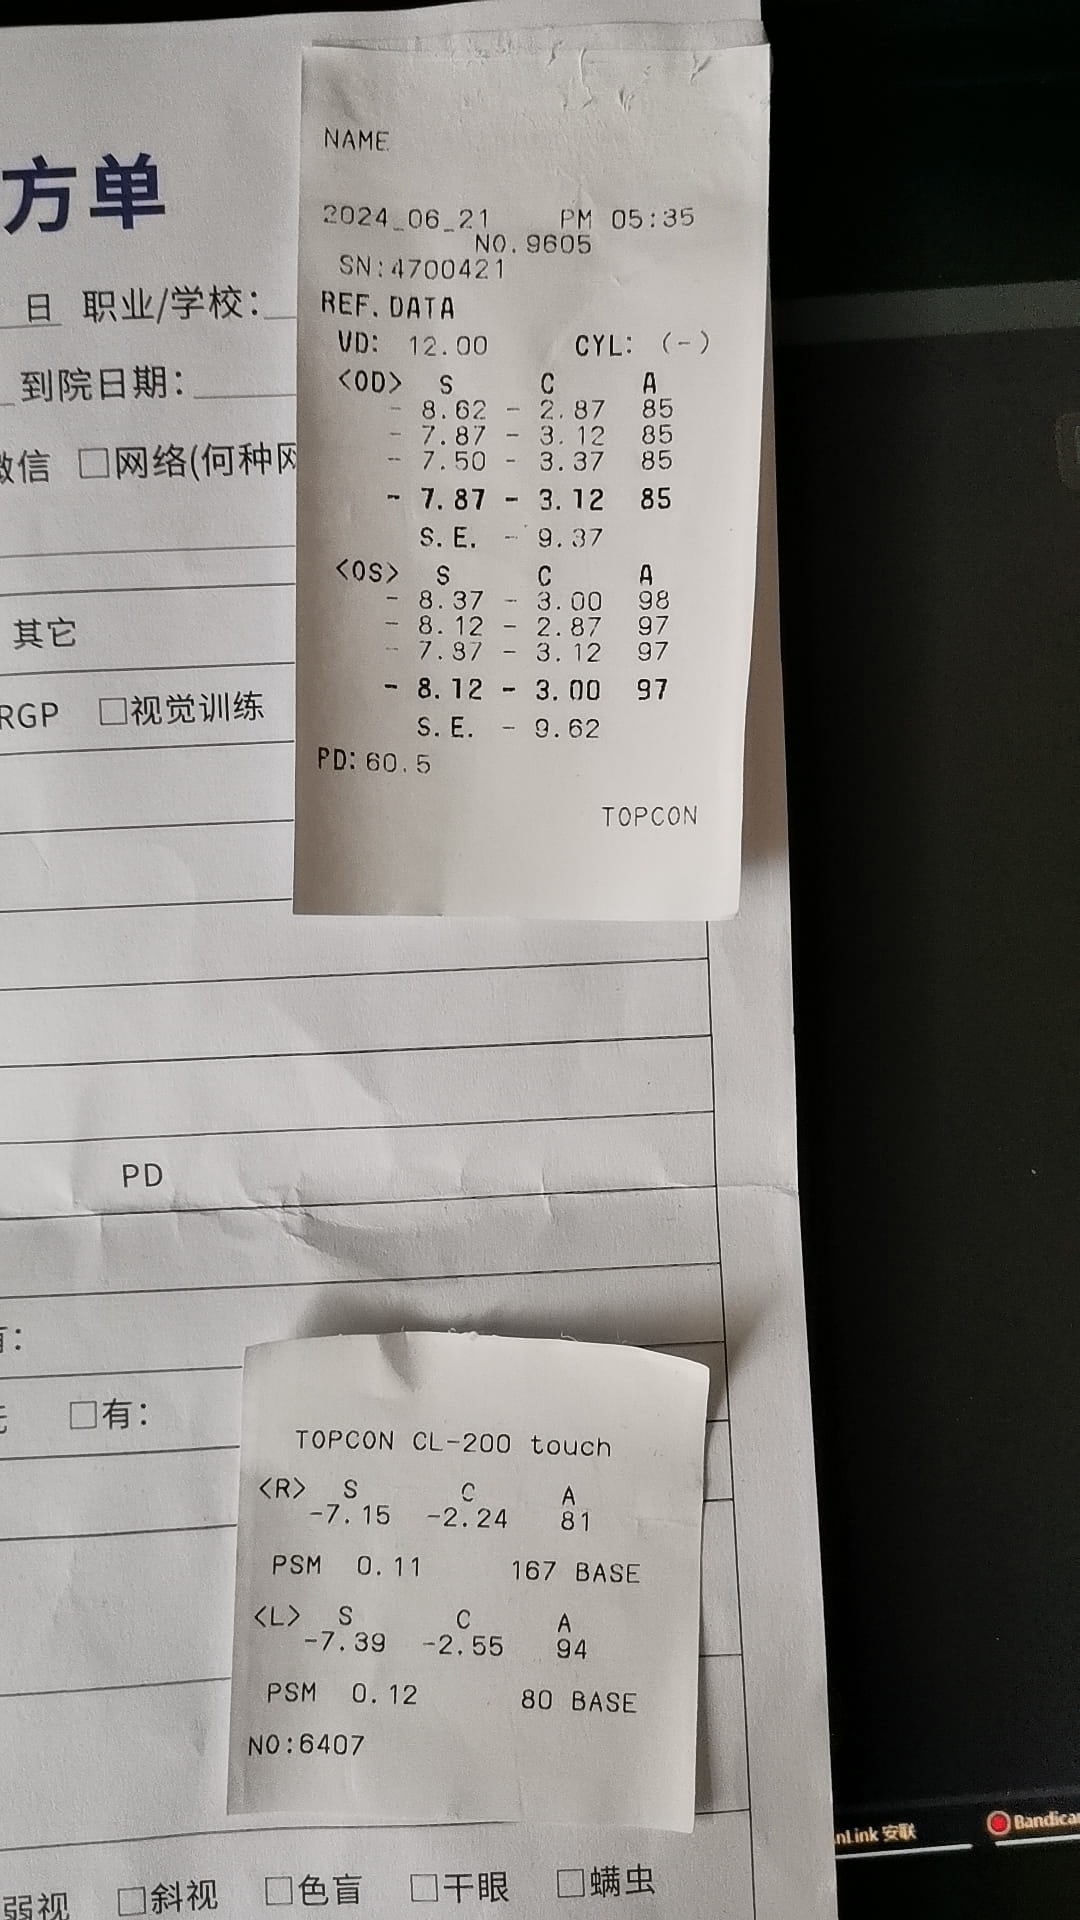 方单
日 职业/学校:
到院日期:
微信 □网络(何种网
其它
RGP □视觉训练
NAME
2024_06_21 PM 05:35
NO.9605
SN:4700421
REF.DATA
VD: 12.00 CYL: (-)
<OD> S C A
- 8.62 - 2.87 85
- 7.87 - 3.12 85
- 7.50 - 3.37 85
- 7.87 - 3.12 85
S.E. - 9.37
<OS> S C A
- 8.37 - 3.00 98
- 8.12 - 2.87 97
- 7.87 - 3.12 97
- 8.12 - 3.00 97
S.E. - 9.62
PD: 60.5
TOPCON
PD
□有:
TOPCON CL-200 touch
<R> S C A
-7.15 -2.24 81
PSM 0.11 167 BASE
<L> S C A
-7.39 -2.55 94
PSM 0.12 80 BASE
NO:6407
弱视 □斜视 □色盲 □干眼 □螨虫
nLink 安联
Bandica